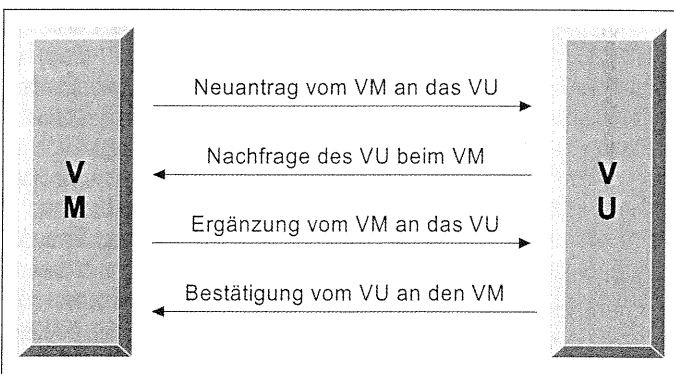 V
M
Neuantrag vom VM an das VU
Nachfrage des VU beim VM
Ergänzung vom VM an das VU
Bestätigung vom VU an den VM
V
U